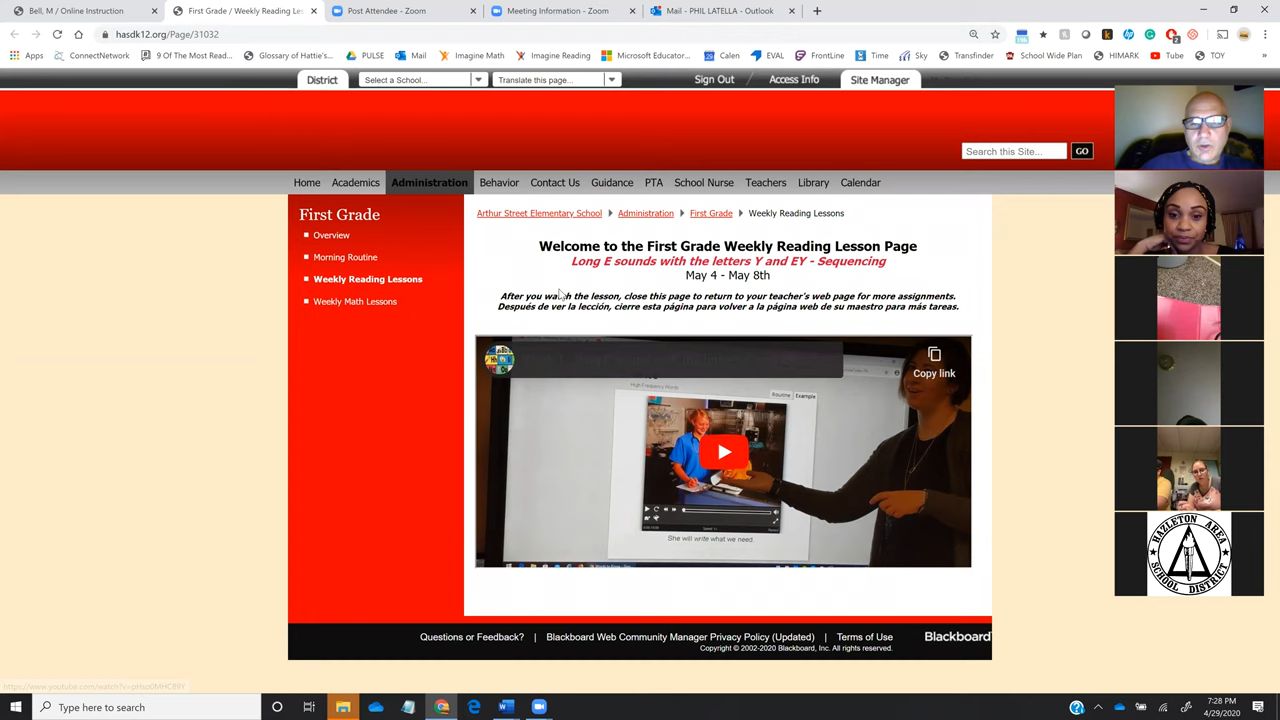 Bell, M / Online Instruction
First Grade / Weekly Reading Les
Post Attendee - Zoom
Meeting Information - Zoom
Mail - PHIL LATELLA - Outlook
hasdk12.org/Page/31032
Apps
ConnectNetwork
9 Of The Most Read...
Glossary of Hattie's...
PULSE
Mail
Imagine Math
Imagine Reading
Microsoft Educator...
Calen
EVAL
FrontLine
Time
Sky
Transfinder
School Wide Plan
HIMARK
Tube
TOY
District
Select a School...
Translate this page...
Sign Out
Access Info
Site Manager
Search this Site...
GO
Home
Academics
Administration
Behavior
Contact Us
Guidance
PTA
School Nurse
Teachers
Library
Calendar
First Grade
Overview
Morning Routine
Weekly Reading Lessons
Weekly Math Lessons
Arthur Street Elementary School
Administration
First Grade
Weekly Reading Lessons
Welcome to the First Grade Weekly Reading Lesson Page
Long E sounds with the letters Y and EY - Sequencing
May 4 - May 8th
After you watch the lesson, close this page to return to your teacher's web page for more assignments.
Después de ver la lección, cierre esta página para volver a la página web de su maestro para más tareas.
Copy link
High Frequency Words
Routine
Example
She will write what we need.
HAZLETON AREA
SCHOOL DISTRICT
Questions or Feedback? | Blackboard Web Community Manager Privacy Policy (Updated) | Terms of Use
Blackboard
Copyright © 2002-2020 Blackboard, Inc. All rights reserved.
Type here to search
7:28 PM
4/29/2020